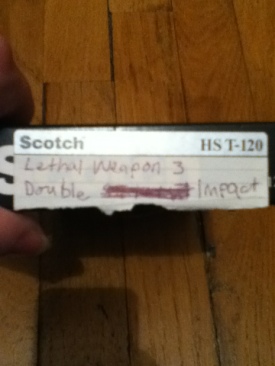 Scotch HS T-120
Lethal Weapon 3
Double Impact